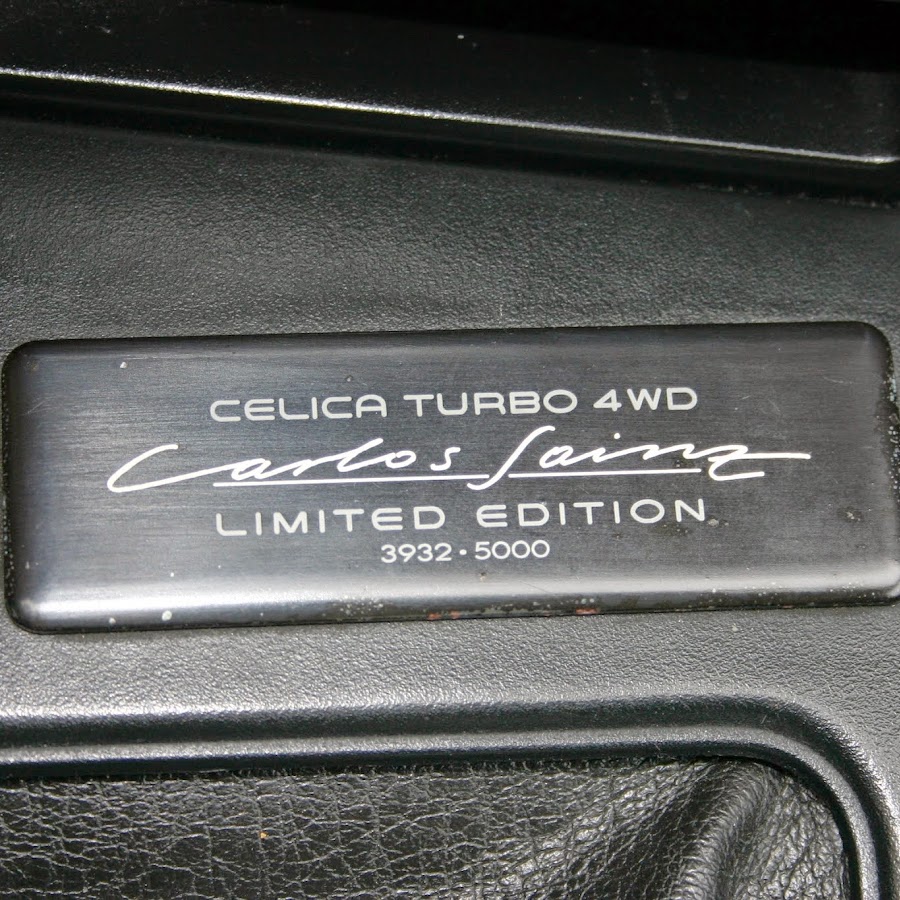 CELICA TURBO 4WD
Carlos Sainz
LIMITED EDITION
3932·5000